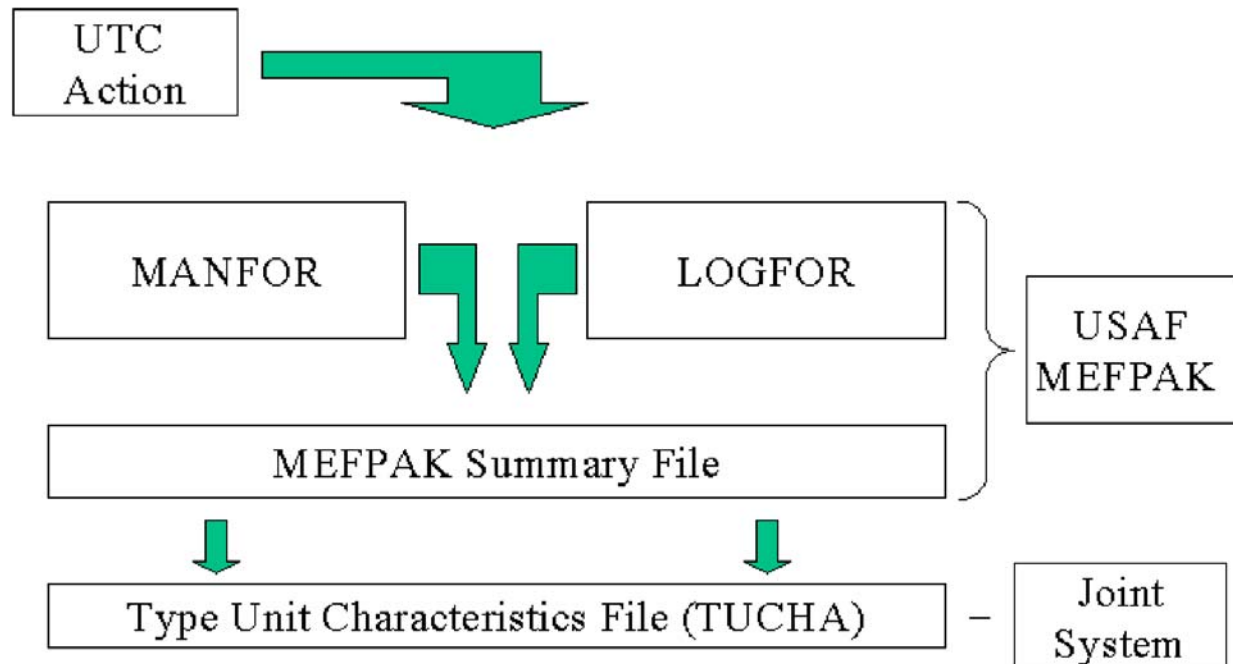 UTC
Action
MANFOR
LOGFOR
USAF
MEFPAK
MEFPAK Summary File
Type Unit Characteristics File (TUCHA)
–
Joint
System